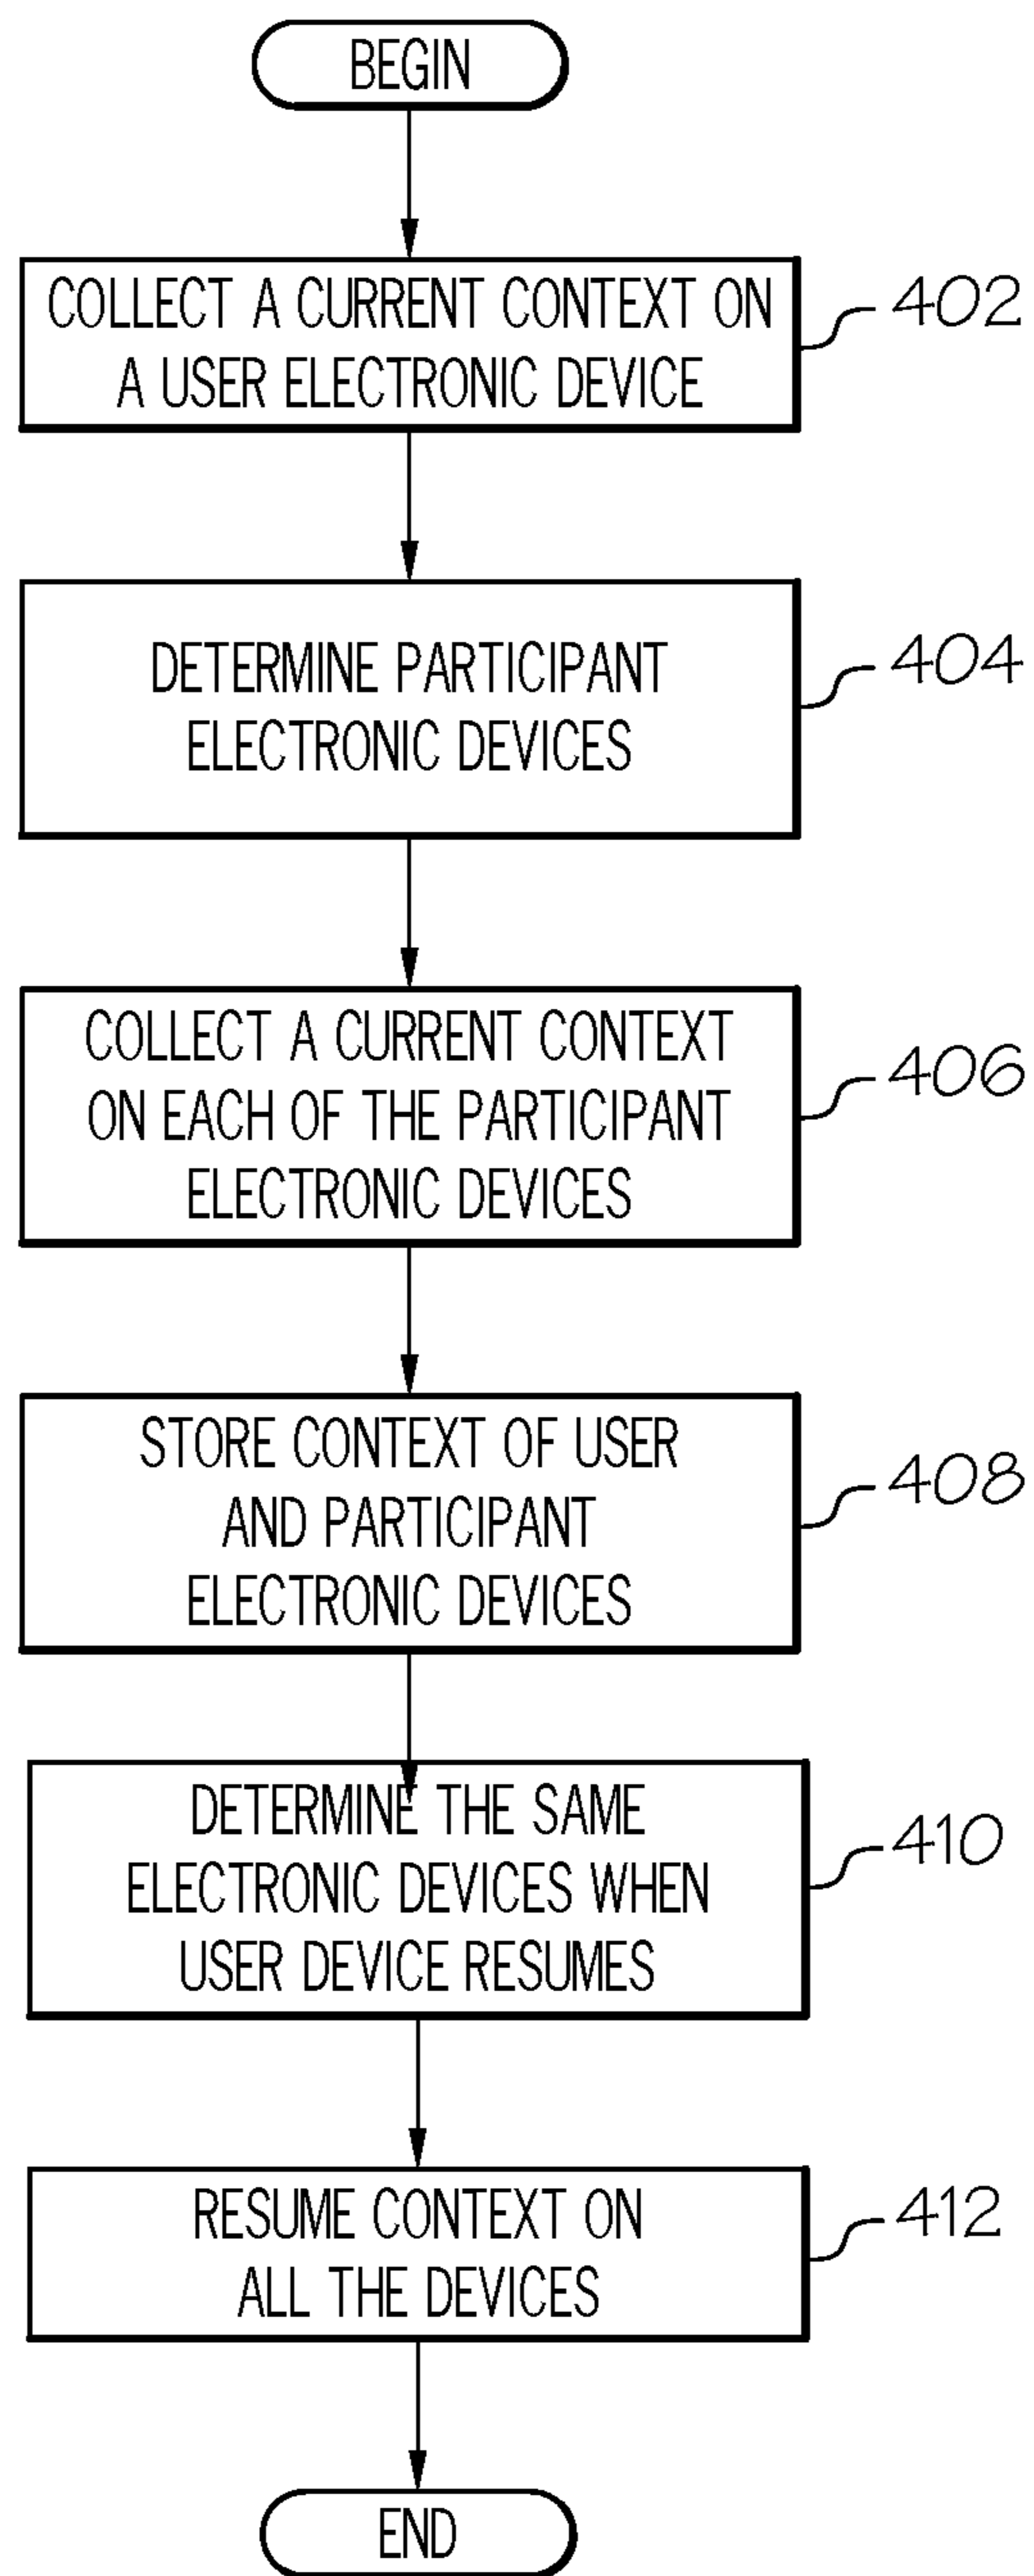 BEGIN
COLLECT A CURRENT CONTEXT ON
A USER ELECTRONIC DEVICE
402
DETERMINE PARTICIPANT
ELECTRONIC DEVICES
404
COLLECT A CURRENT CONTEXT
ON EACH OF THE PARTICIPANT
ELECTRONIC DEVICES
406
STORE CONTEXT OF USER
AND PARTICIPANT
ELECTRONIC DEVICES
408
DETERMINE THE SAME
ELECTRONIC DEVICES WHEN
USER DEVICE RESUMES
410
RESUME CONTEXT ON
ALL THE DEVICES
412
END